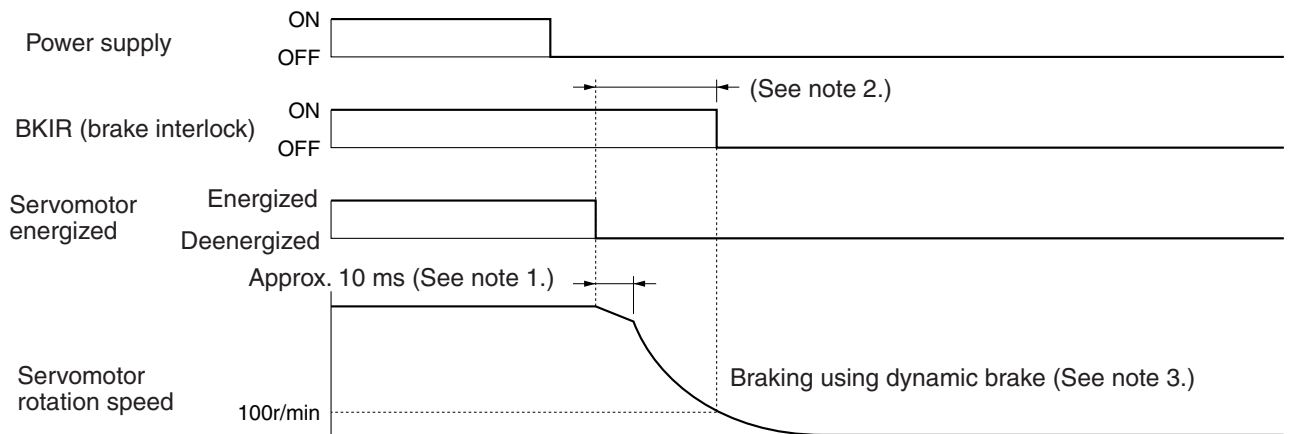 ON
Power supply
OFF
(See note 2.)
ON
BKIR (brake interlock)
OFF
Servomotor
energized
Energized
Deenergized
Approx. 10 ms (See note 1.)
Servomotor
rotation speed
Braking using dynamic brake (See note 3.)
100r/min